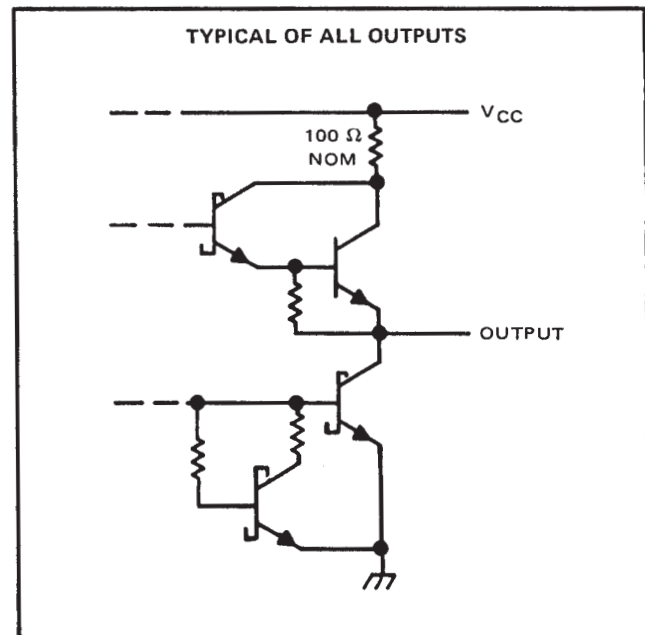 TYPICAL OF ALL OUTPUTS
VCC
100 Ω
NOM
OUTPUT